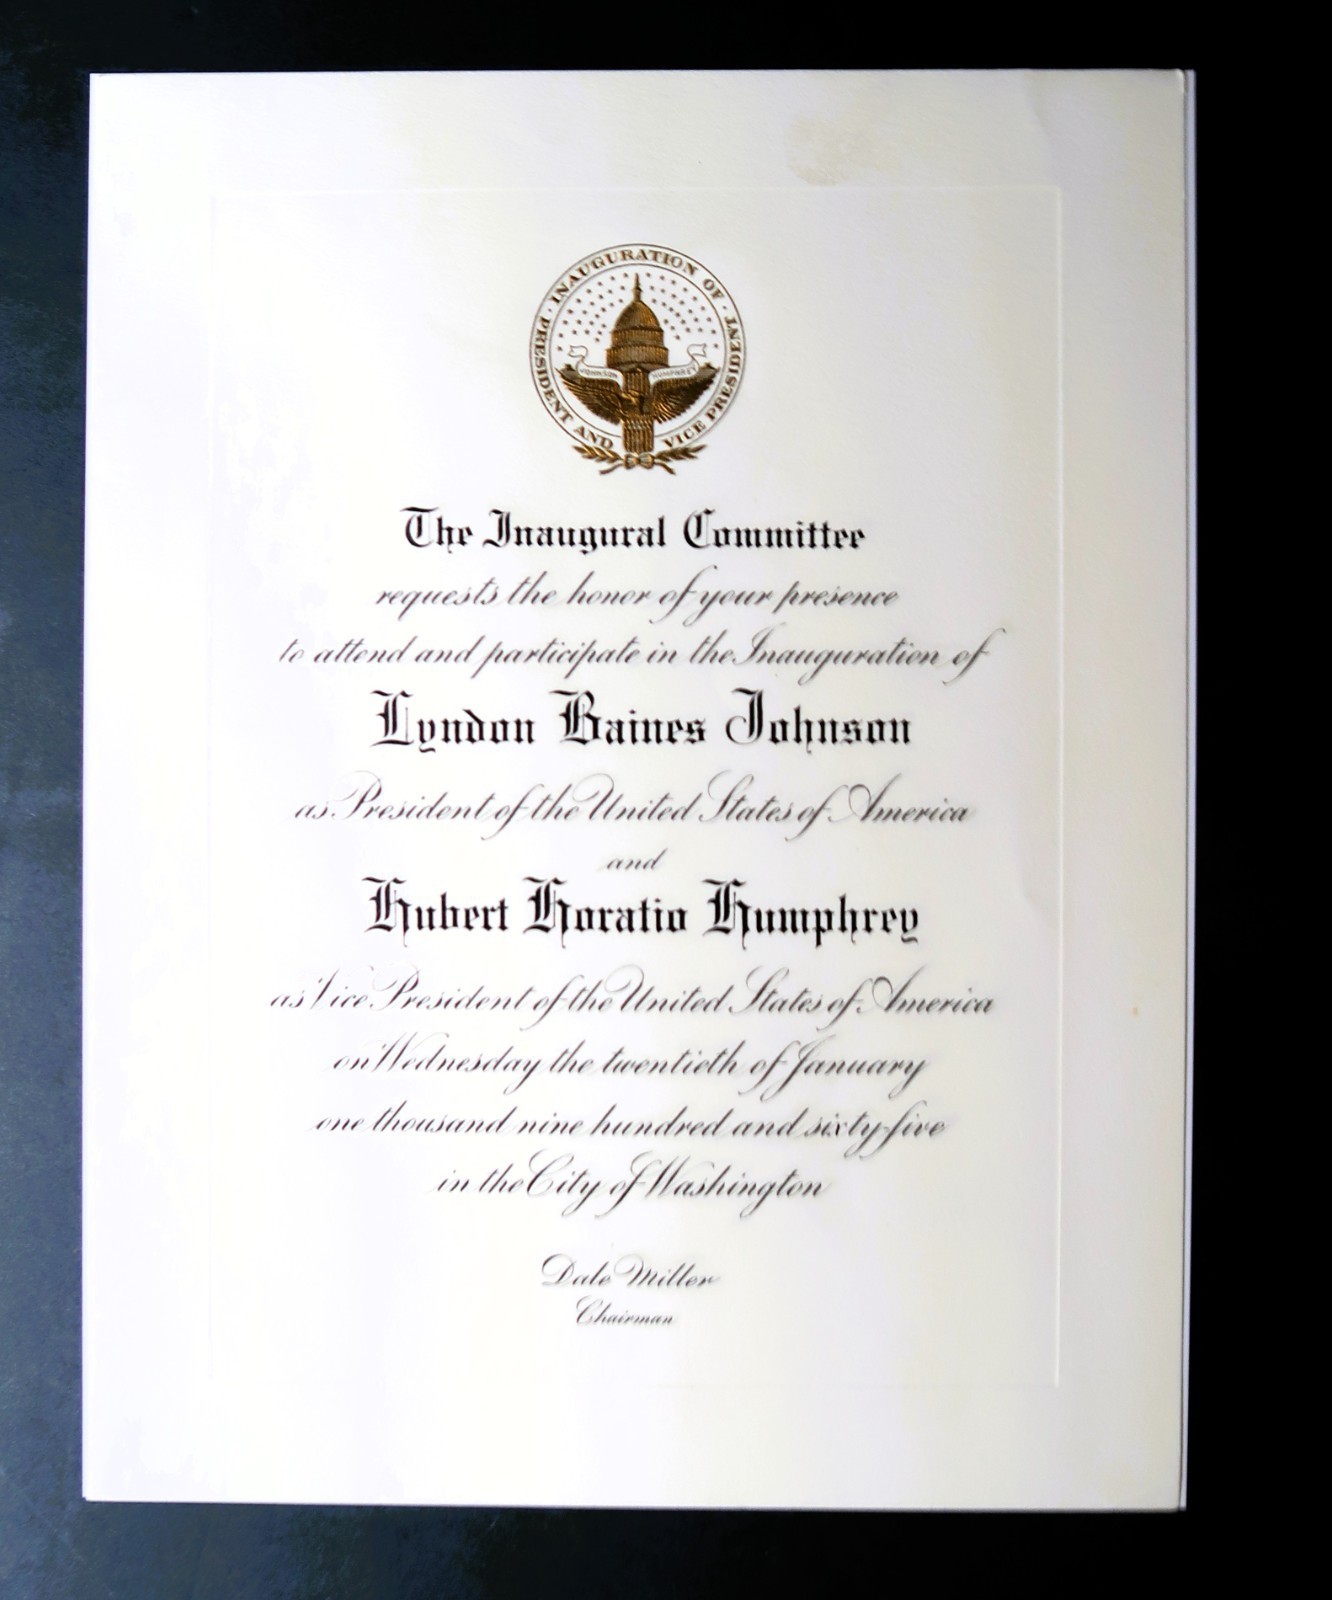 · INAUGURATION OF · PRESIDENT AND VICE PRESIDENT
JOHNSON HUMPHREY
The Inaugural Committee
requests the honor of your presence
to attend and participate in the Inauguration of
Lyndon Baines Johnson
as President of the United States of America
and
Hubert Horatio Humphrey
as Vice President of the United States of America
on Wednesday the twentieth of January
one thousand nine hundred and sixty-five
in the City of Washington
Dale Miller
Chairman